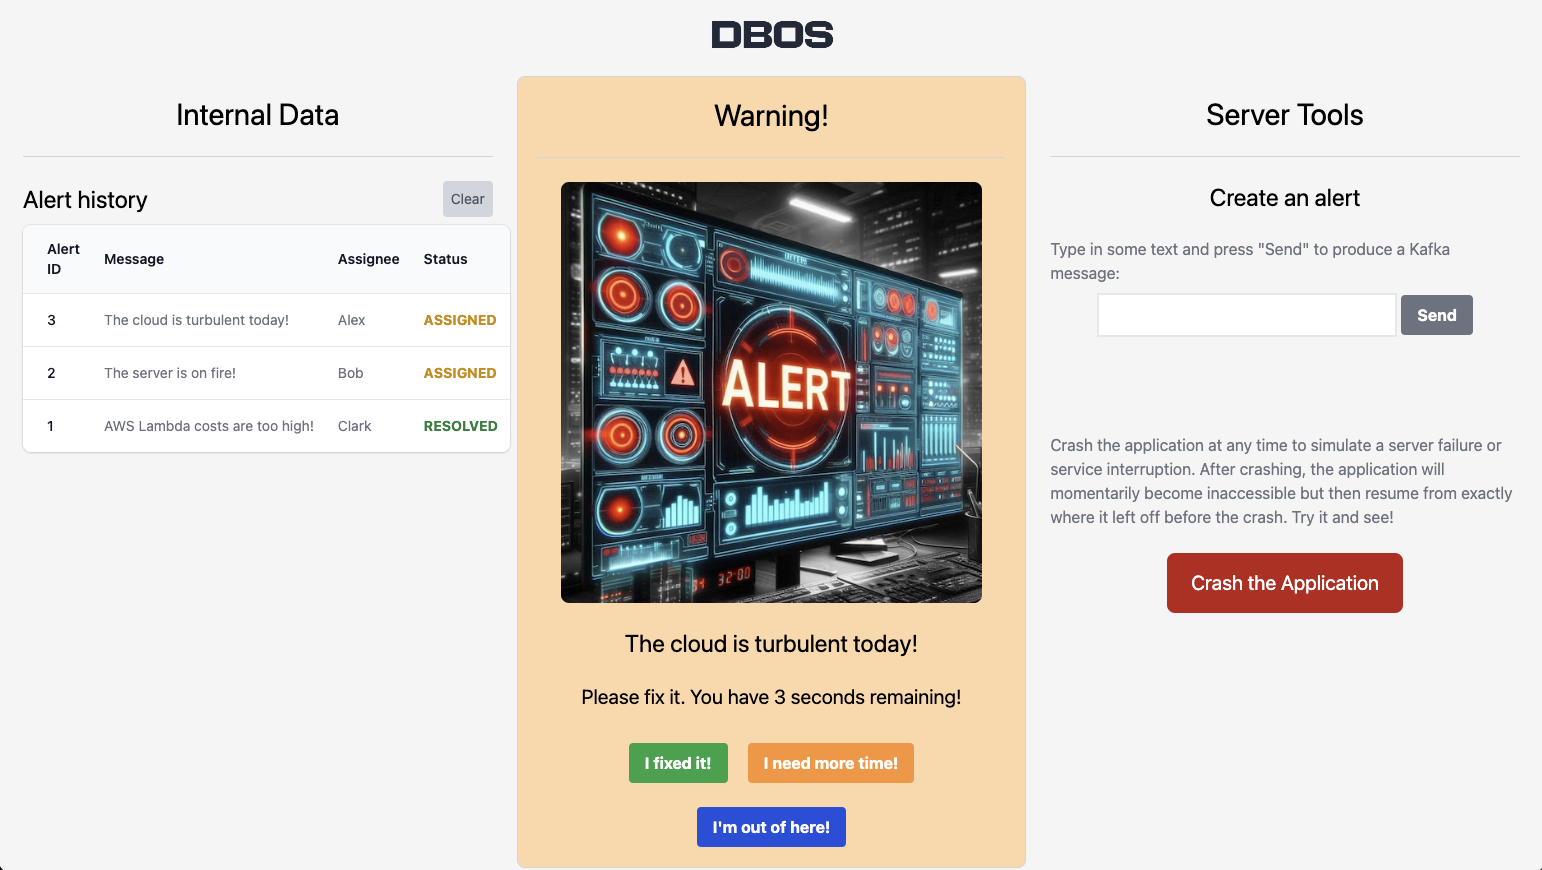 DBOS
Internal Data
Alert history
Clear
Alert ID Message Assignee Status
3 The cloud is turbulent today! Alex ASSIGNED
2 The server is on fire! Bob ASSIGNED
1 AWS Lambda costs are too high! Clark RESOLVED
Warning!
ALERT
32:00
The cloud is turbulent today!
Please fix it. You have 3 seconds remaining!
I fixed it!
I need more time!
I'm out of here!
Server Tools
Create an alert
Type in some text and press "Send" to produce a Kafka
message:
Send
Crash the application at any time to simulate a server failure or
service interruption. After crashing, the application will
momentarily become inaccessible but then resume from exactly
where it left off before the crash. Try it and see!
Crash the Application